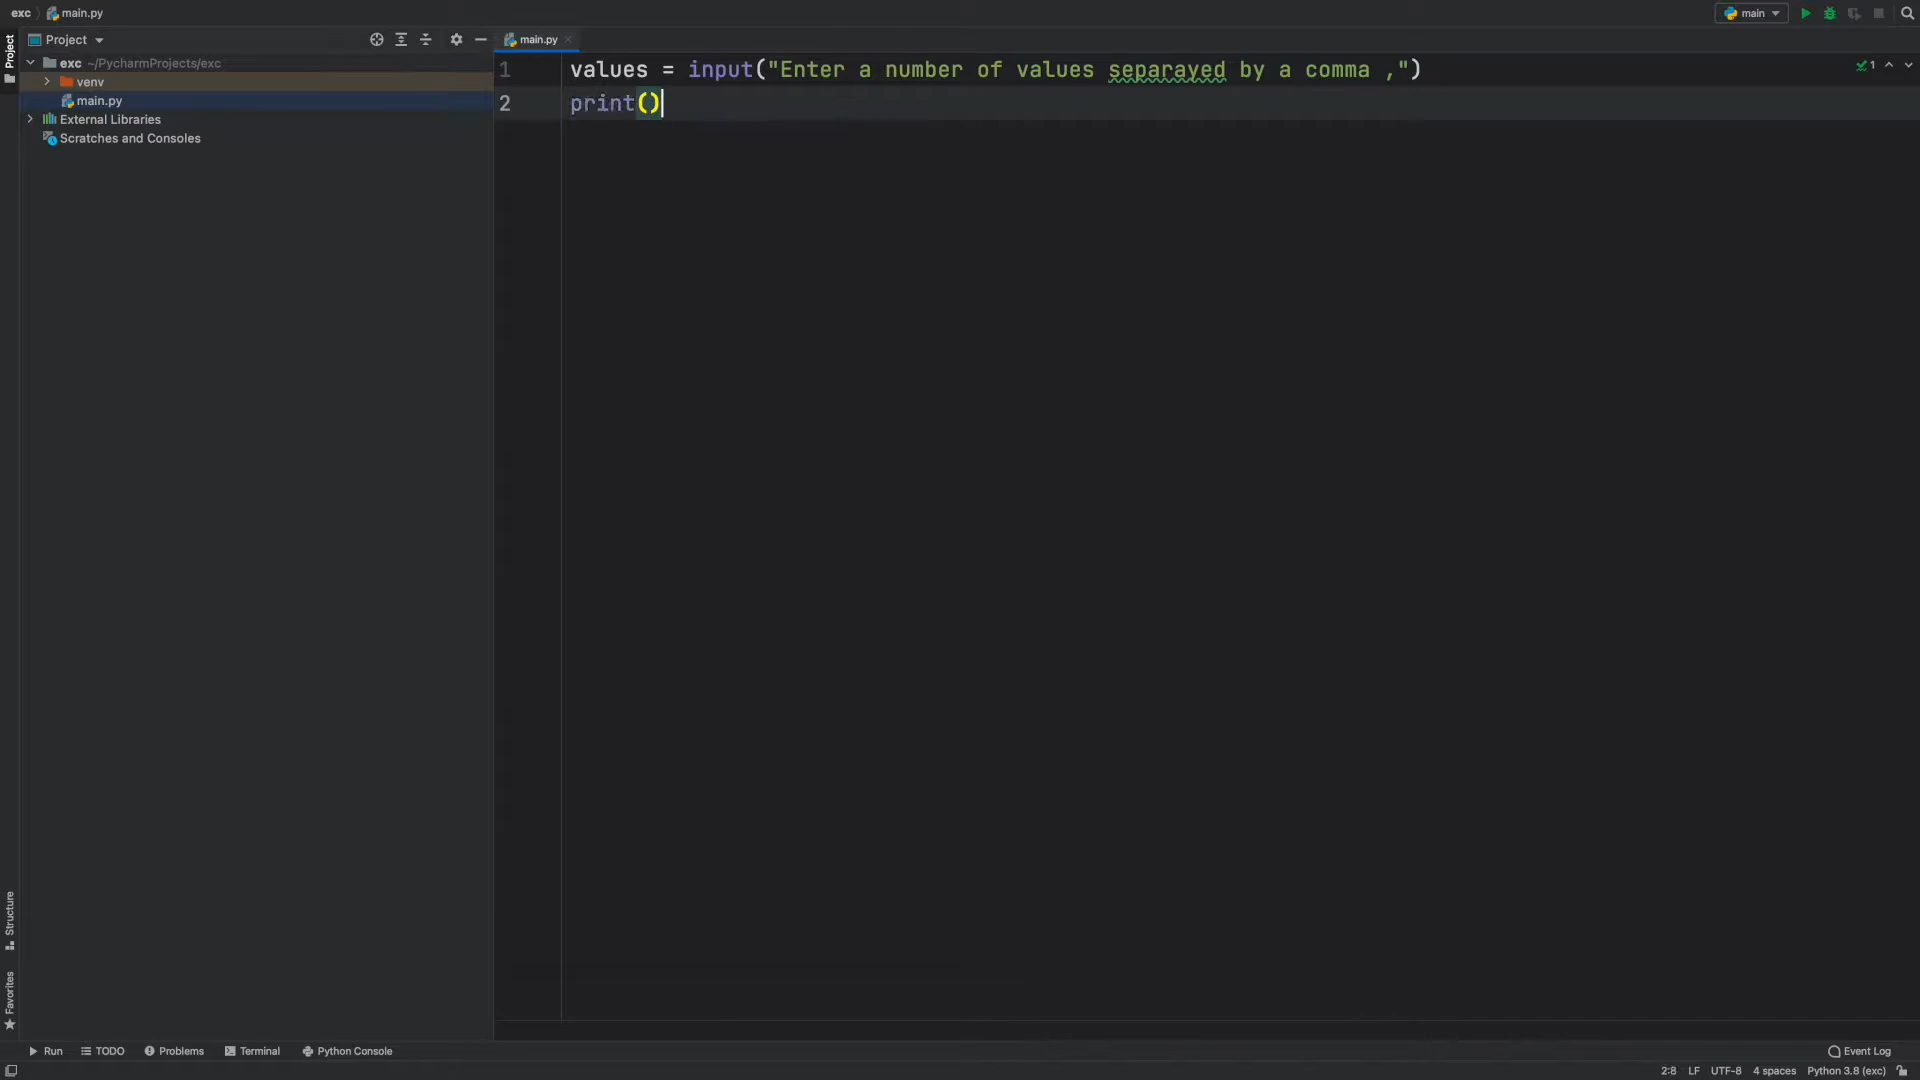 exc main.py
main
Project
Project
main.py
exc ~/PycharmProjects/exc
venv
main.py
External Libraries
Scratches and Consoles
1 values = input("Enter a number of values separayed by a comma ,")
2 print()
1
Structure
Favorites
Run TODO Problems Terminal Python Console
Event Log
2:8 LF UTF-8 4 spaces Python 3.8 (exc)